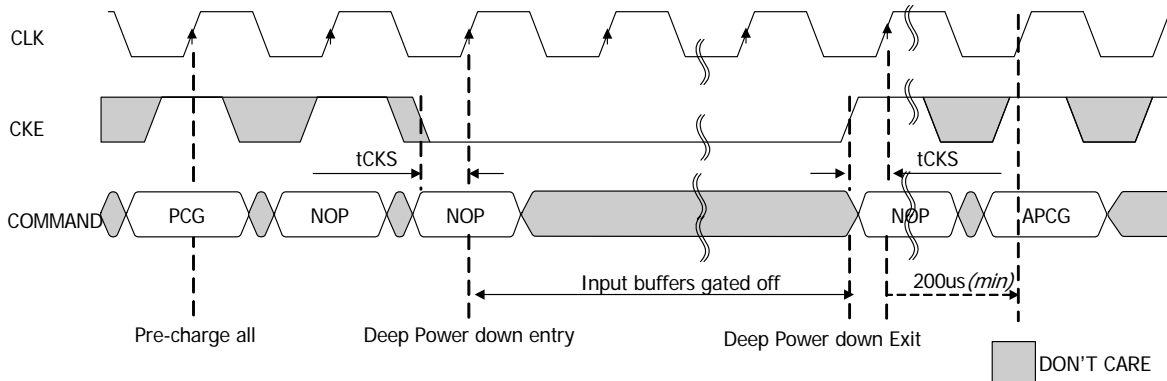 CLK
CKE
tCKS
tCKS
COMMAND
PCG
NOP
NOP
NOP
APCG
Input buffers gated off
200us(min)
Pre-charge all
Deep Power down entry
Deep Power down Exit
DON'T CARE